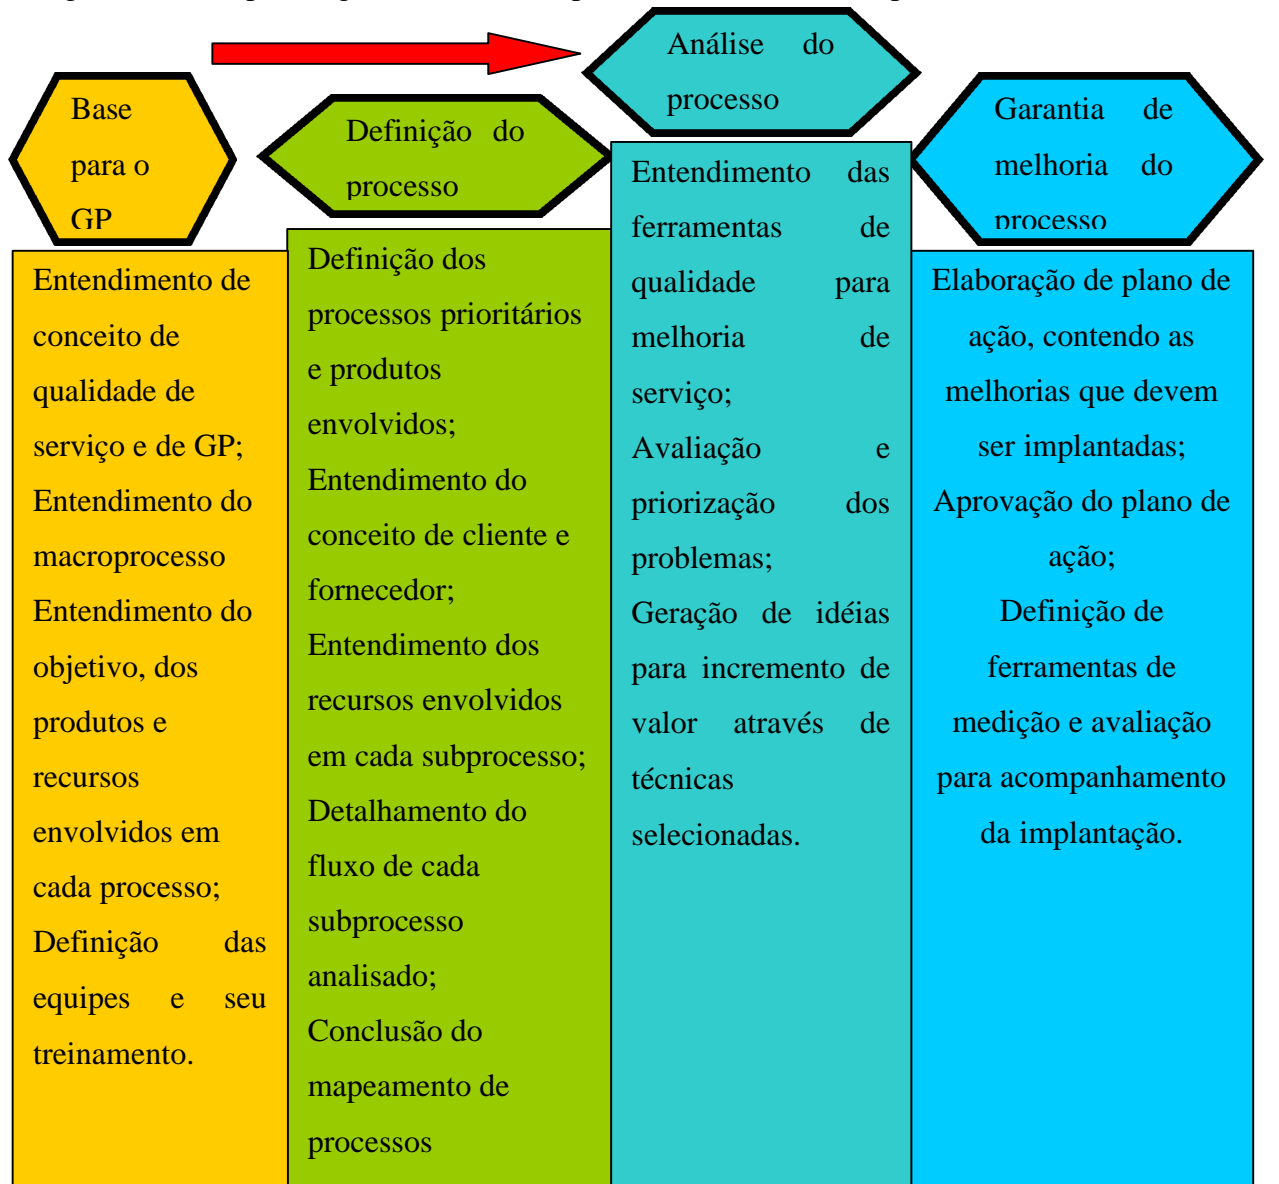 Base
para o
GP
Entendimento de
conceito de
qualidade de
serviço e de GP;
Entendimento do
macroprocesso
Entendimento do
objetivo, dos
produtos e
recursos
envolvidos em
cada processo;
Definição das
equipes e seu
treinamento.
Definição do
processo
Definição dos
processos prioritários
e produtos
envolvidos;
Entendimento do
conceito de cliente e
fornecedor;
Entendimento dos
recursos envolvidos
em cada subprocesso;
Detalhamento do
fluxo de cada
subprocesso
analisado;
Conclusão do
mapeamento de
processos
Análise do
processo
Entendimento das
ferramentas de
qualidade para
melhoria de
serviço;
Avaliação e
priorização dos
problemas;
Geração de idéias
para incremento de
valor através de
técnicas
selecionadas.
Garantia de
melhoria do
processo
Elaboração de plano de
ação, contendo as
melhorias que devem
ser implantadas;
Aprovação do plano de
ação;
Definição de
ferramentas de
medição e avaliação
para acompanhamento
da implantação.